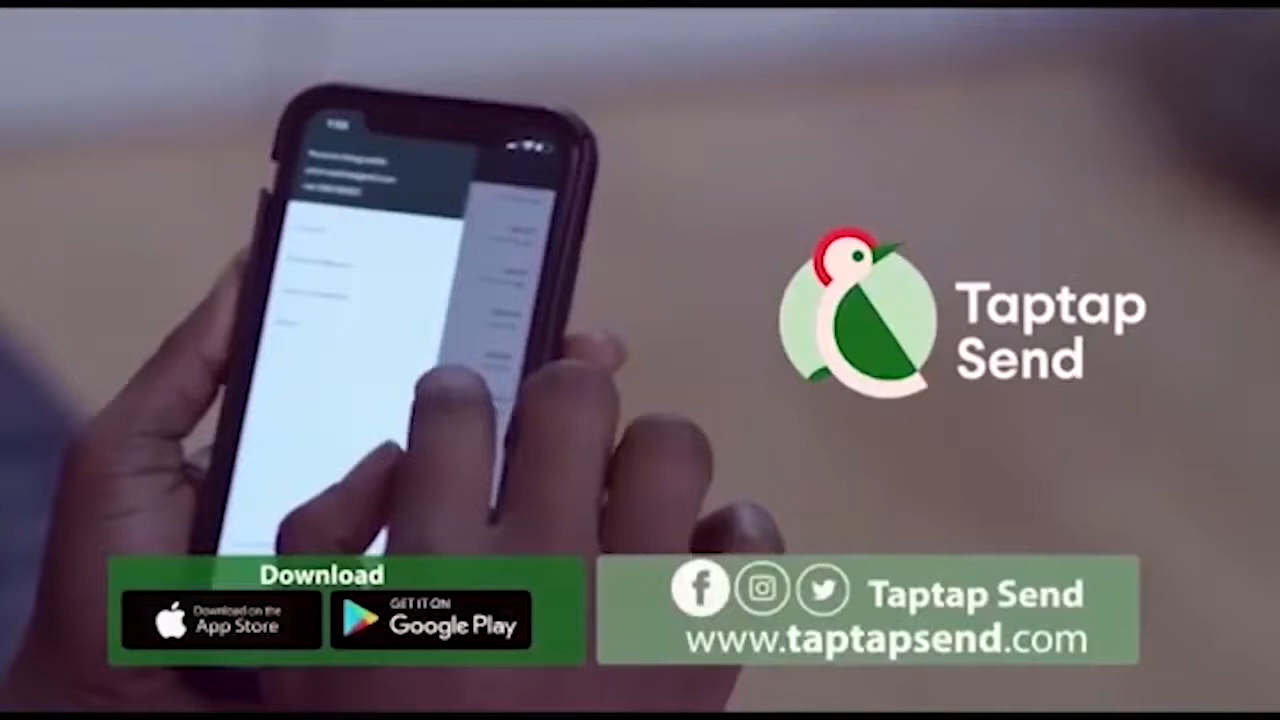 Taptap
Send
Download
Download on the
App Store
GET IT ON
Google Play
Taptap Send
www.taptapsend.com